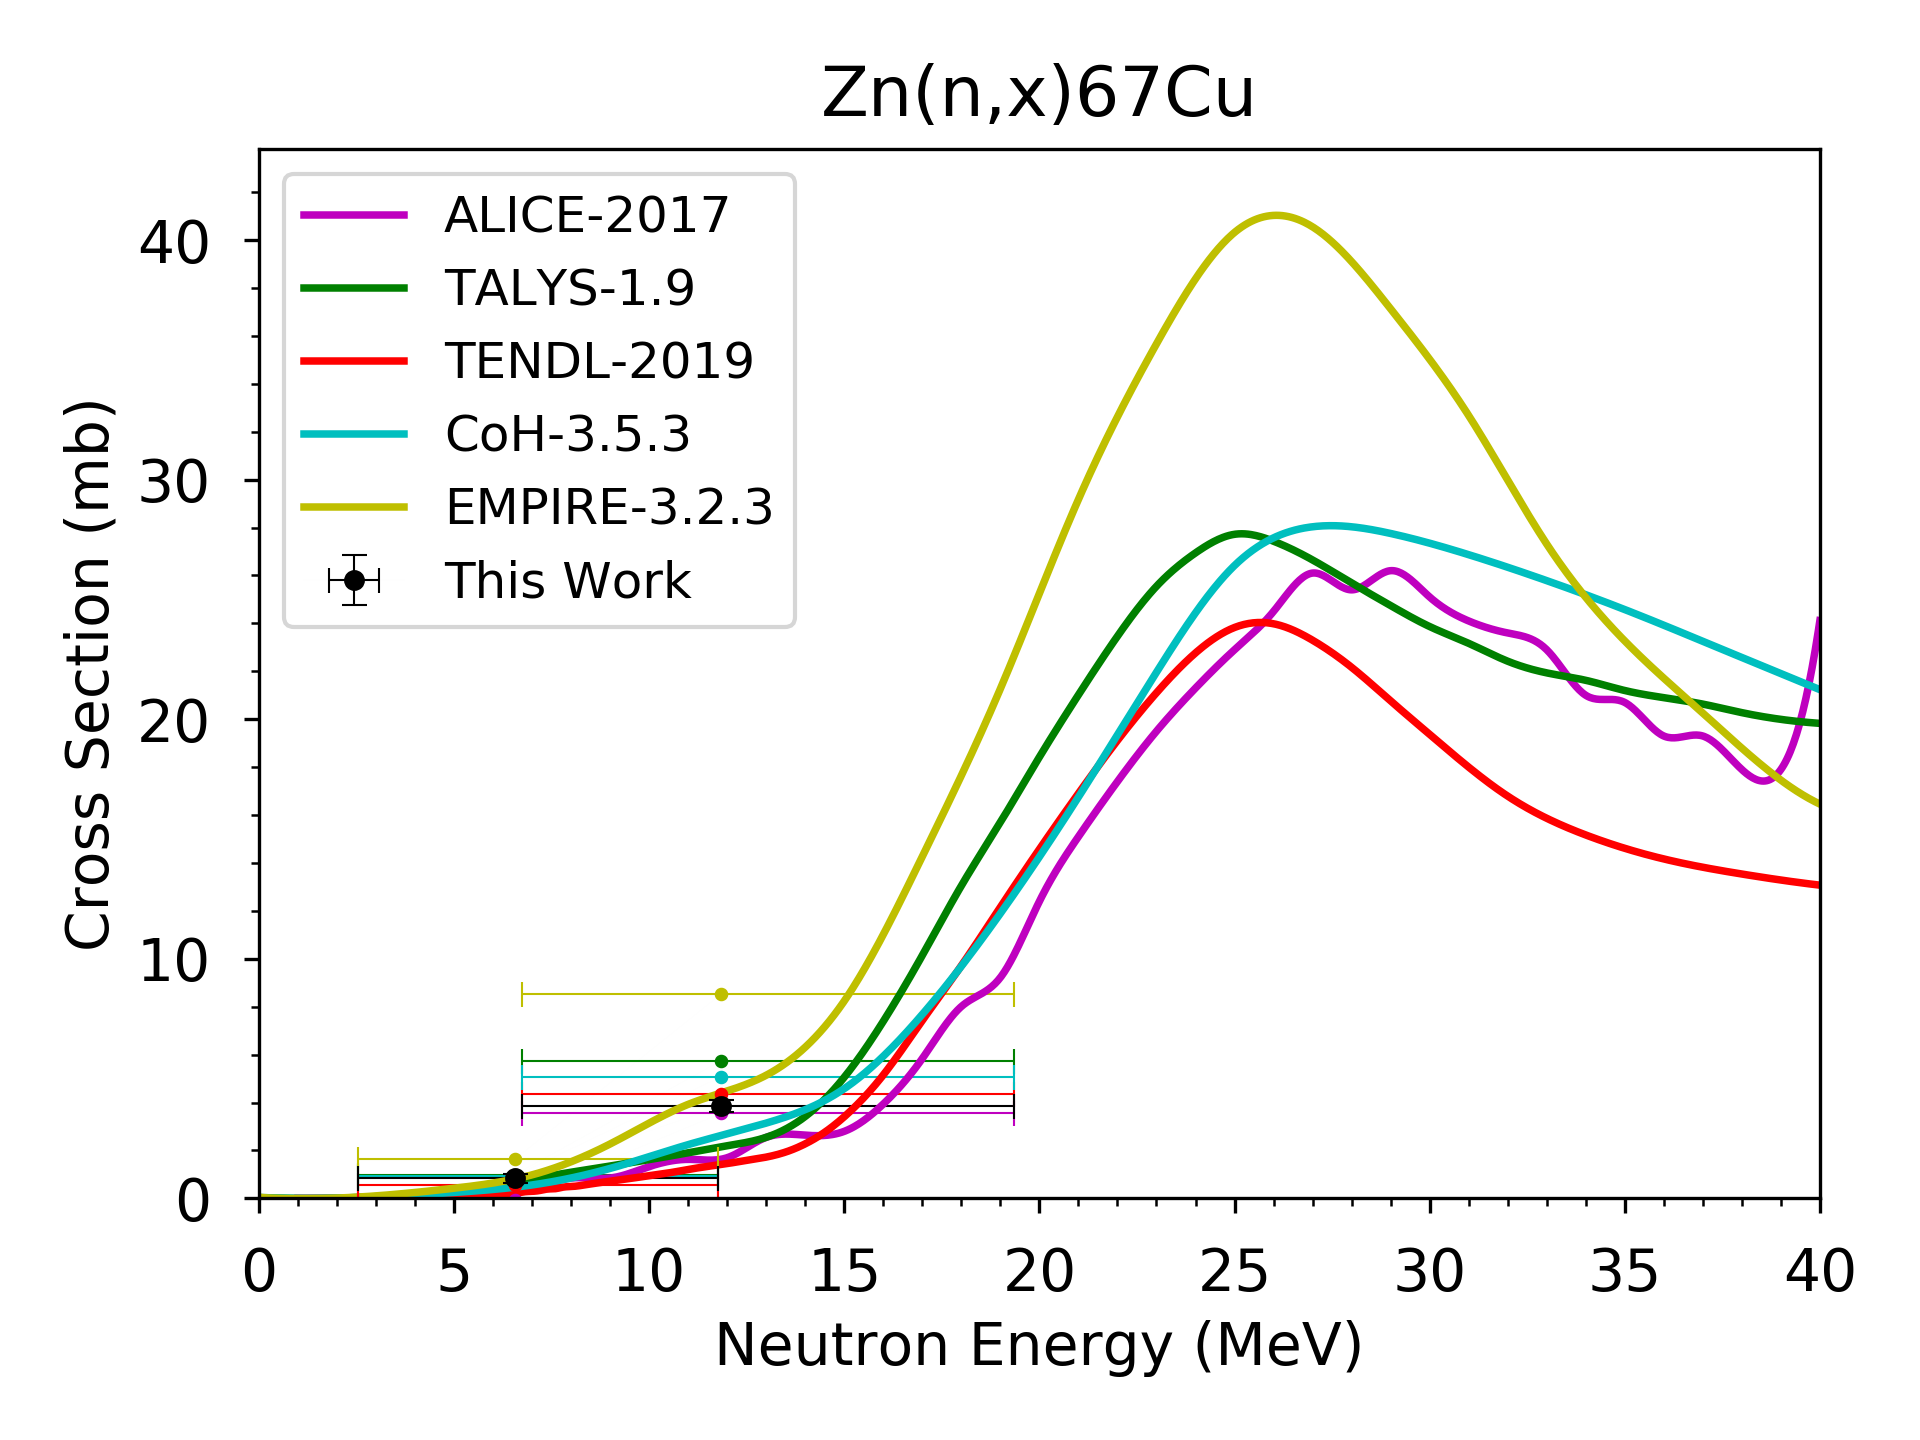 Zn(n,x)67Cu
ALICE-2017
TALYS-1.9
TENDL-2019
CoH-3.5.3
EMPIRE-3.2.3
This Work
Cross Section (mb)
40
30
20
10
0
0 5 10 15 20 25 30 35 40
Neutron Energy (MeV)